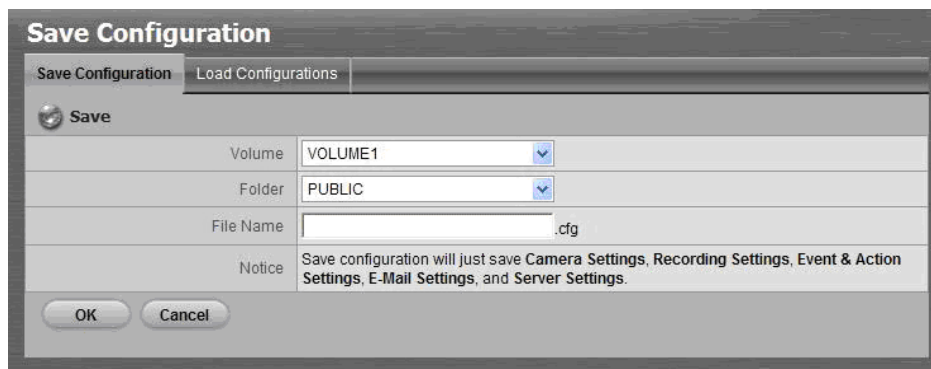 Save Configuration
Save Configuration Load Configurations
Save
Volume VOLUME1
Folder PUBLIC
File Name .cfg
Notice Save configuration will just save Camera Settings, Recording Settings, Event & Action
Settings, E-Mail Settings, and Server Settings.
OK Cancel